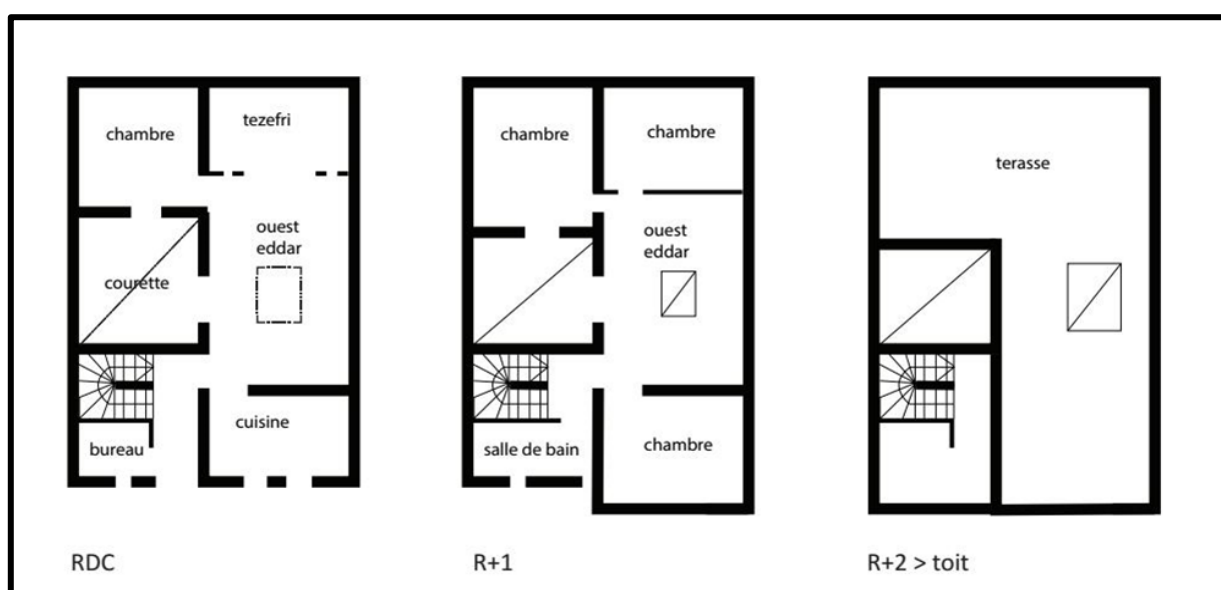 chambre
tezefri
ouest
eddar
courette
cuisine
bureau
RDC
chambre
chambre
ouest
eddar
salle de bain
chambre
R+1
terasse
R+2 > toit